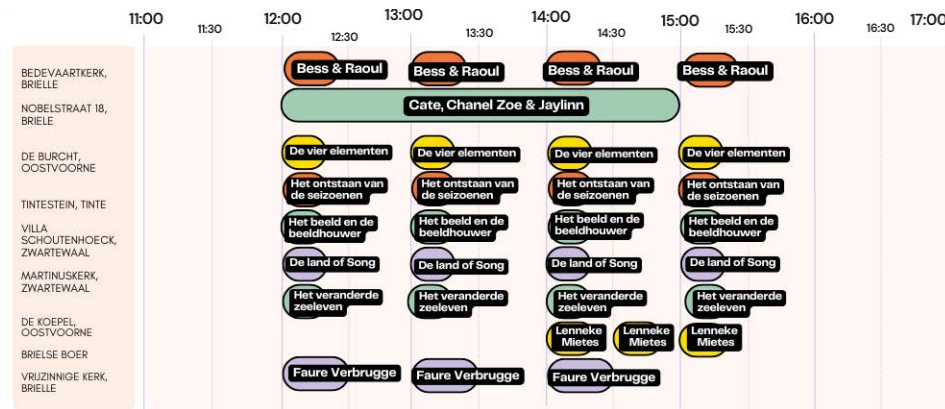 11:00 12:00 13:00 14:00 15:00 16:00 17:00
11:30 12:30 13:30 14:30 15:30 16:30
BEDEVAARTKERK,
BRIELLE
Bess & Raoul Bess & Raoul Bess & Raoul Bess & Raoul
NOBELSTRAAT 18,
BRIELE
Cate, Chanel Zoe & Jaylinn
DE BURCHT,
OOSTVOORNE
De vier elementen De vier elementen De vier elementen De vier elementen
TINTESTEIN, TINTE
Het ontstaan van Het ontstaan van Het ontstaan van Het ontstaan van
de seizoenen de seizoenen de seizoenen de seizoenen
VILLA
SCHOUTENHOECK,
ZWARTEWAAL
Het beeld en de Het beeld en de Het beeld en de Het beeld en de
beeldhouwer beeldhouwer beeldhouwer beeldhouwer
MARTINUSKERK,
ZWARTEWAAL
De land of Song De land of Song De land of Song De land of Song
DE KOEPEL,
OOSTVOORNE
Het veranderde Het veranderde Het veranderde Het veranderde
zeeleven zeeleven zeeleven zeeleven
BRIELSE BOER
Lenneke Lenneke Lenneke
Mietes Mietes Mietes
VRIJZINNIGE KERK,
BRIELLE
Faure Verbrugge Faure Verbrugge Faure Verbrugge